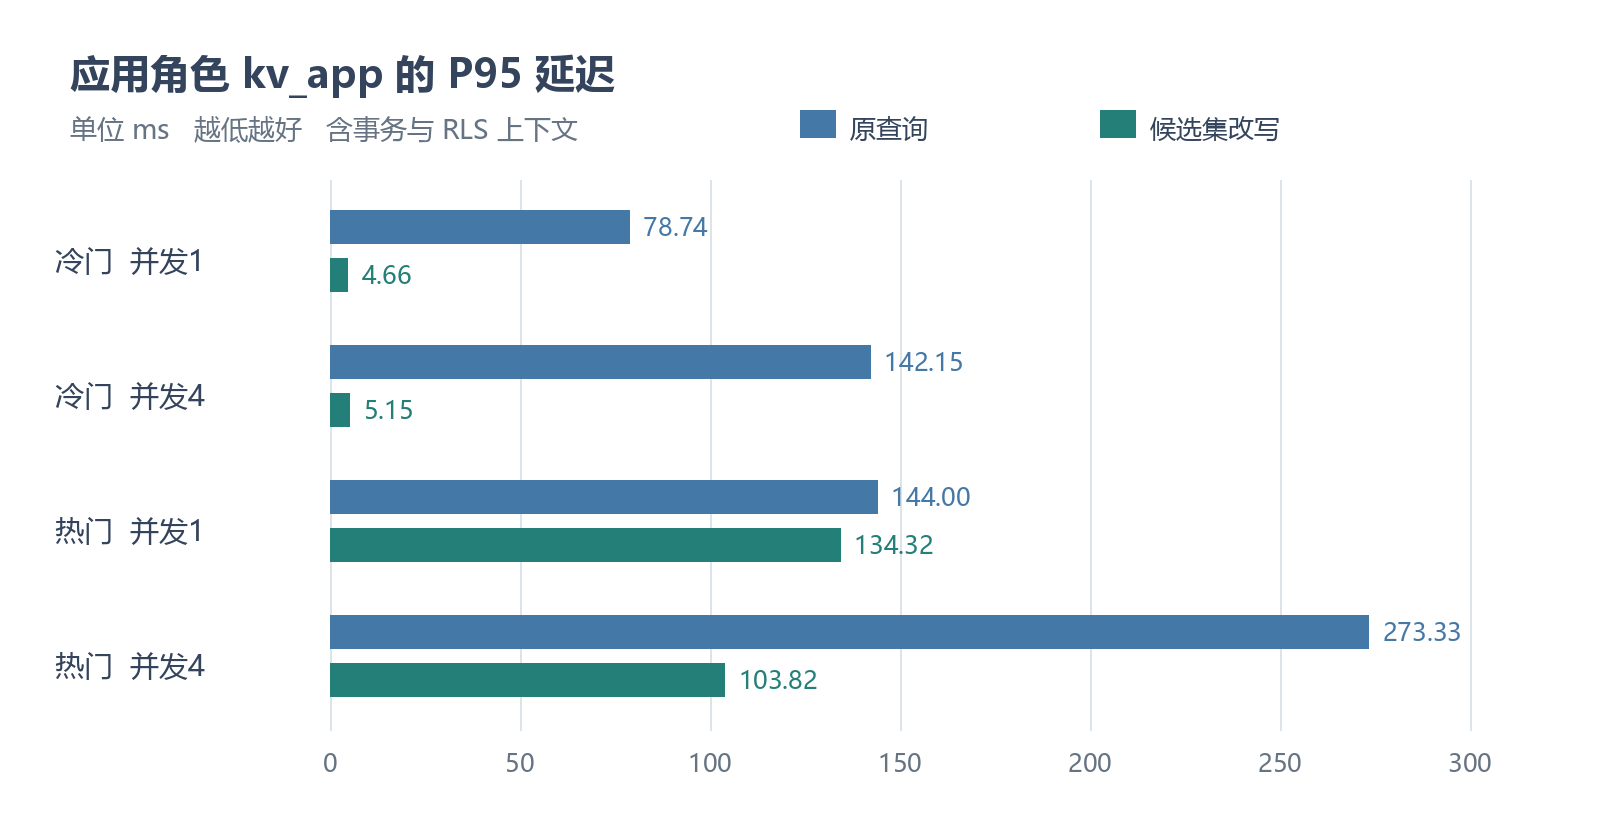 应用角色 kv_app 的 P95 延迟
单位 ms 越低越好 含事务与 RLS 上下文
原查询
候选集改写
冷门 并发1
78.74
4.66
冷门 并发4
142.15
5.15
热门 并发1
144.00
134.32
热门 并发4
273.33
103.82
0 50 100 150 200 250 300